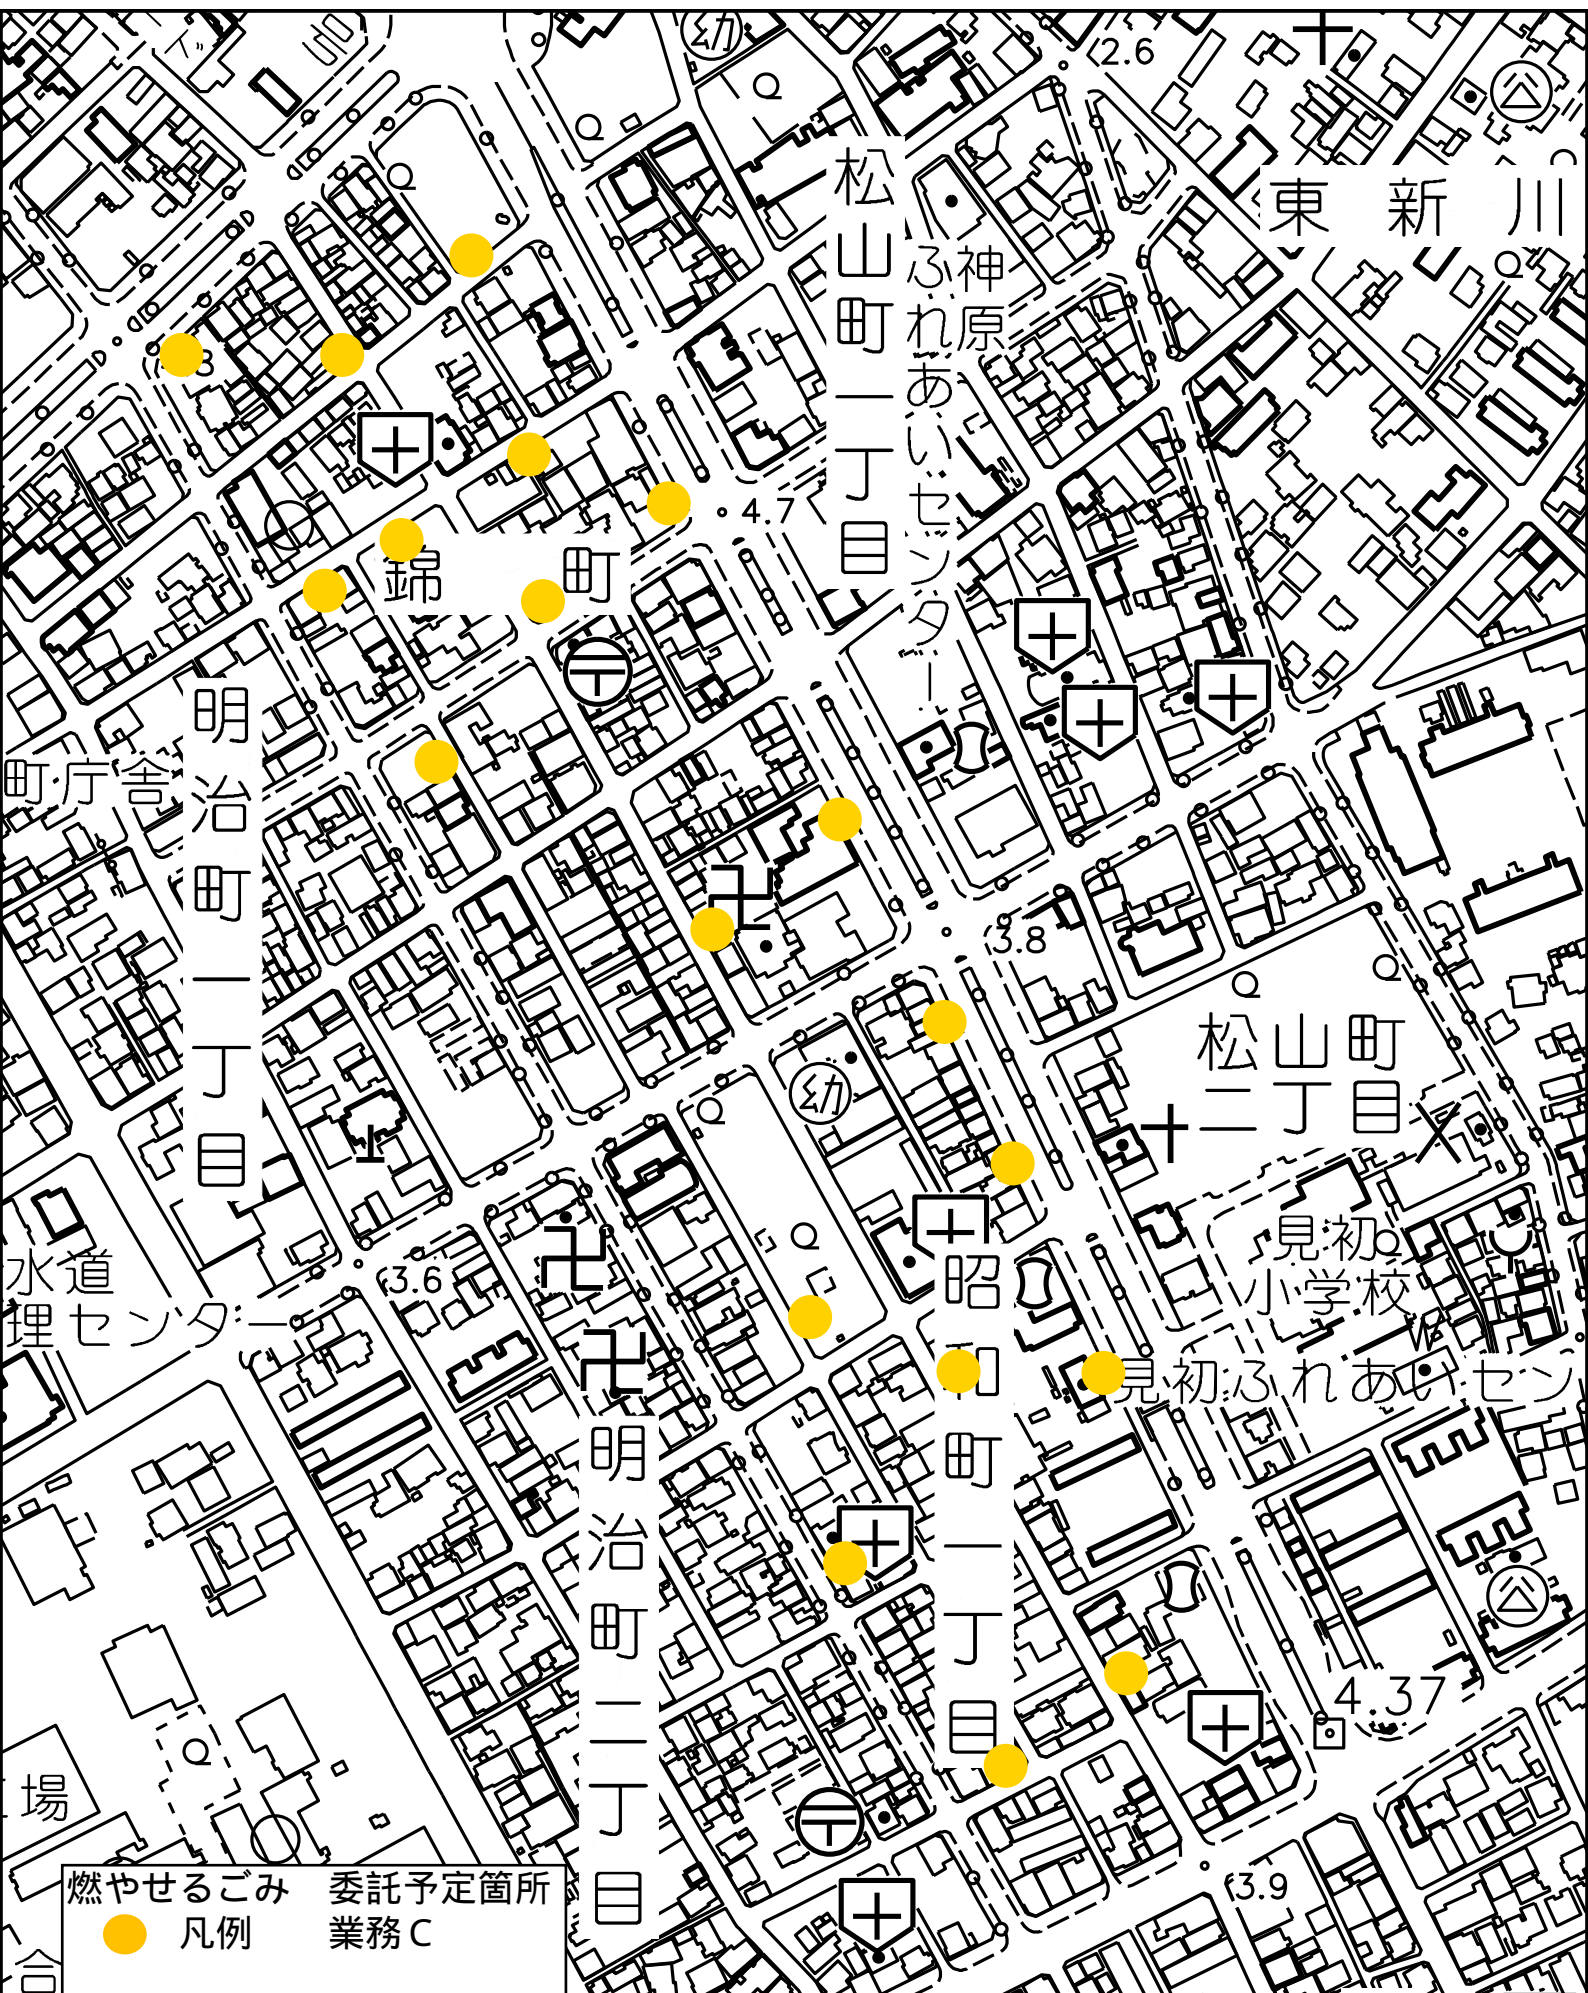 幼
2.6
東新川
松山町一丁目
神原
ふれあいセンター
4.7
錦町
明治町一丁目
町庁舎
3.8
松山町
二丁目
幼
水道
理センター
3.6
見初
小学校
見初ふれあいセン
昭和町一丁目
明治町二丁目
4.37
場
3.9
合
燃やせるごみ 委託予定箇所
凡例 業務C